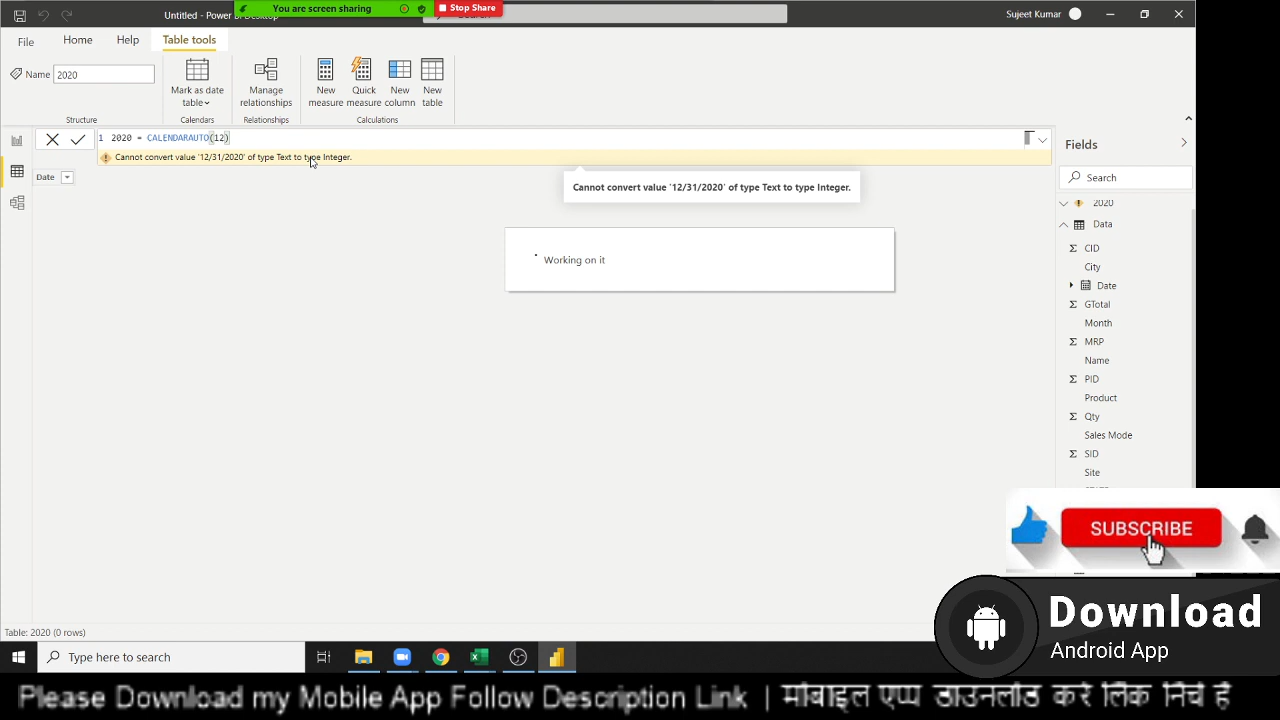 Untitled - Power BI Desktop
You are screen sharing
Stop Share
Sujeet Kumar
File
Home
Help
Table tools
Name
2020
Mark as date
table
Manage
relationships
New
measure
Quick
measure
New
column
New
table
Structure
Calendars
Relationships
Calculations
1 2020 = CALENDARAUTO(12)
Cannot convert value '12/31/2020' of type Text to type Integer.
Cannot convert value '12/31/2020' of type Text to type Integer.
Date
Working on it
Fields
Search
2020
Data
CID
City
Date
GTotal
Month
MRP
Name
PID
Product
Qty
Sales Mode
SID
Site
SUBSCRIBE
Download
Android App
Table: 2020 (0 rows)
Type here to search
Please Download my Mobile App Follow Description Link | मोबाइल एप्प डाउनलोड करे लिंक निचे है